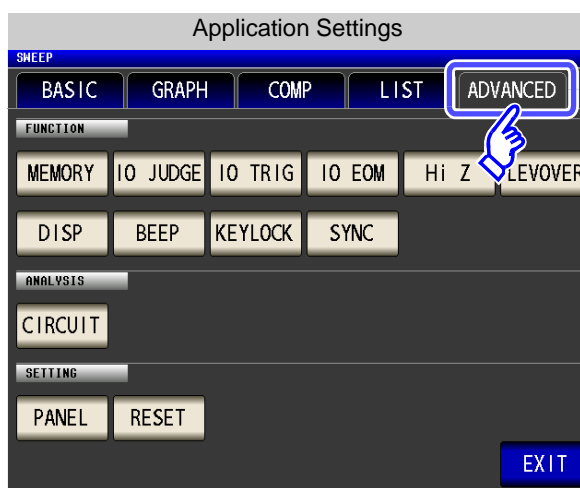 Application Settings
SWEEP
BASIC GRAPH COMP LIST ADVANCED
FUNCTION
MEMORY IO JUDGE IO TRIG IO EOM Hi Z LEVOVER
DISP BEEP KEYLOCK SYNC
ANALYSIS
CIRCUIT
SETTING
PANEL RESET
EXIT